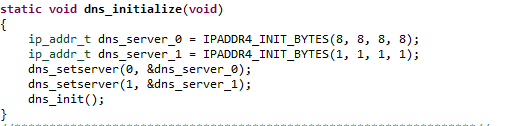 static void dns_initialize(void)
{
    ip_addr_t dns_server_0 = IPADDR4_INIT_BYTES(8, 8, 8, 8);
    ip_addr_t dns_server_1 = IPADDR4_INIT_BYTES(1, 1, 1, 1);
    dns_setserver(0, &dns_server_0);
    dns_setserver(1, &dns_server_1);
    dns_init();
}